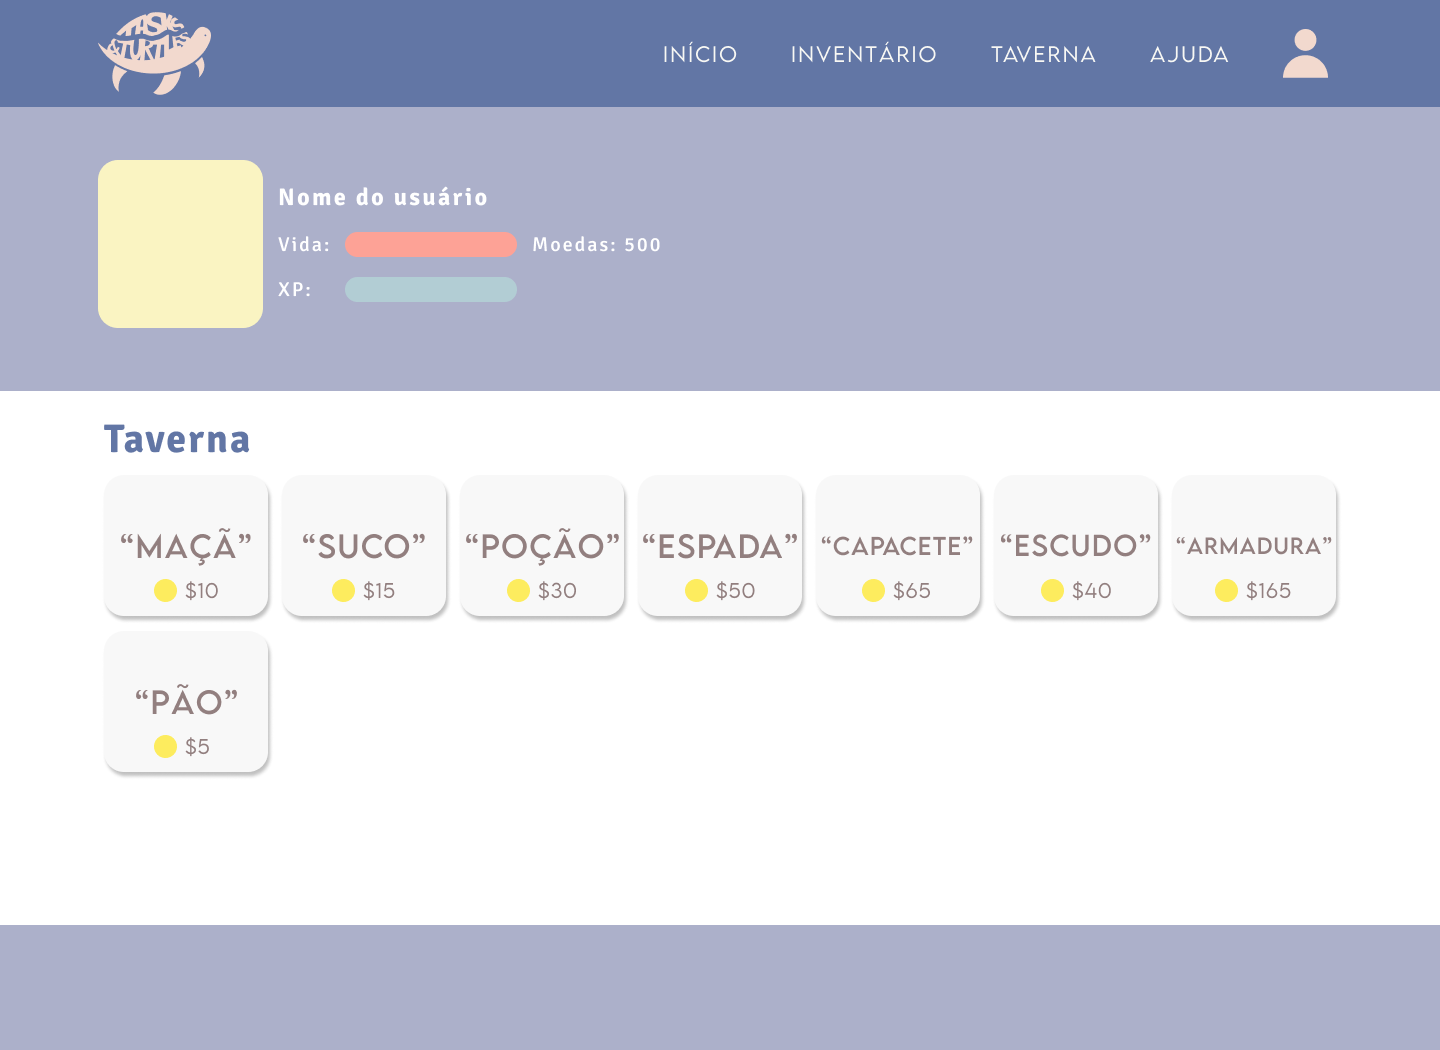 TASKS
&TURTLES
INÍCIO INVENTÁRIO TAVERNA AJUDA
Nome do usuário
Vida: Moedas: 500
XP:
Taverna
“MAÇÔ “SUCO” “POÇÃO” “ESPADA” “CAPACETE” “ESCUDO” “ARMADURA”
$10 $15 $30 $50 $65 $40 $165
“PÃO”
$5